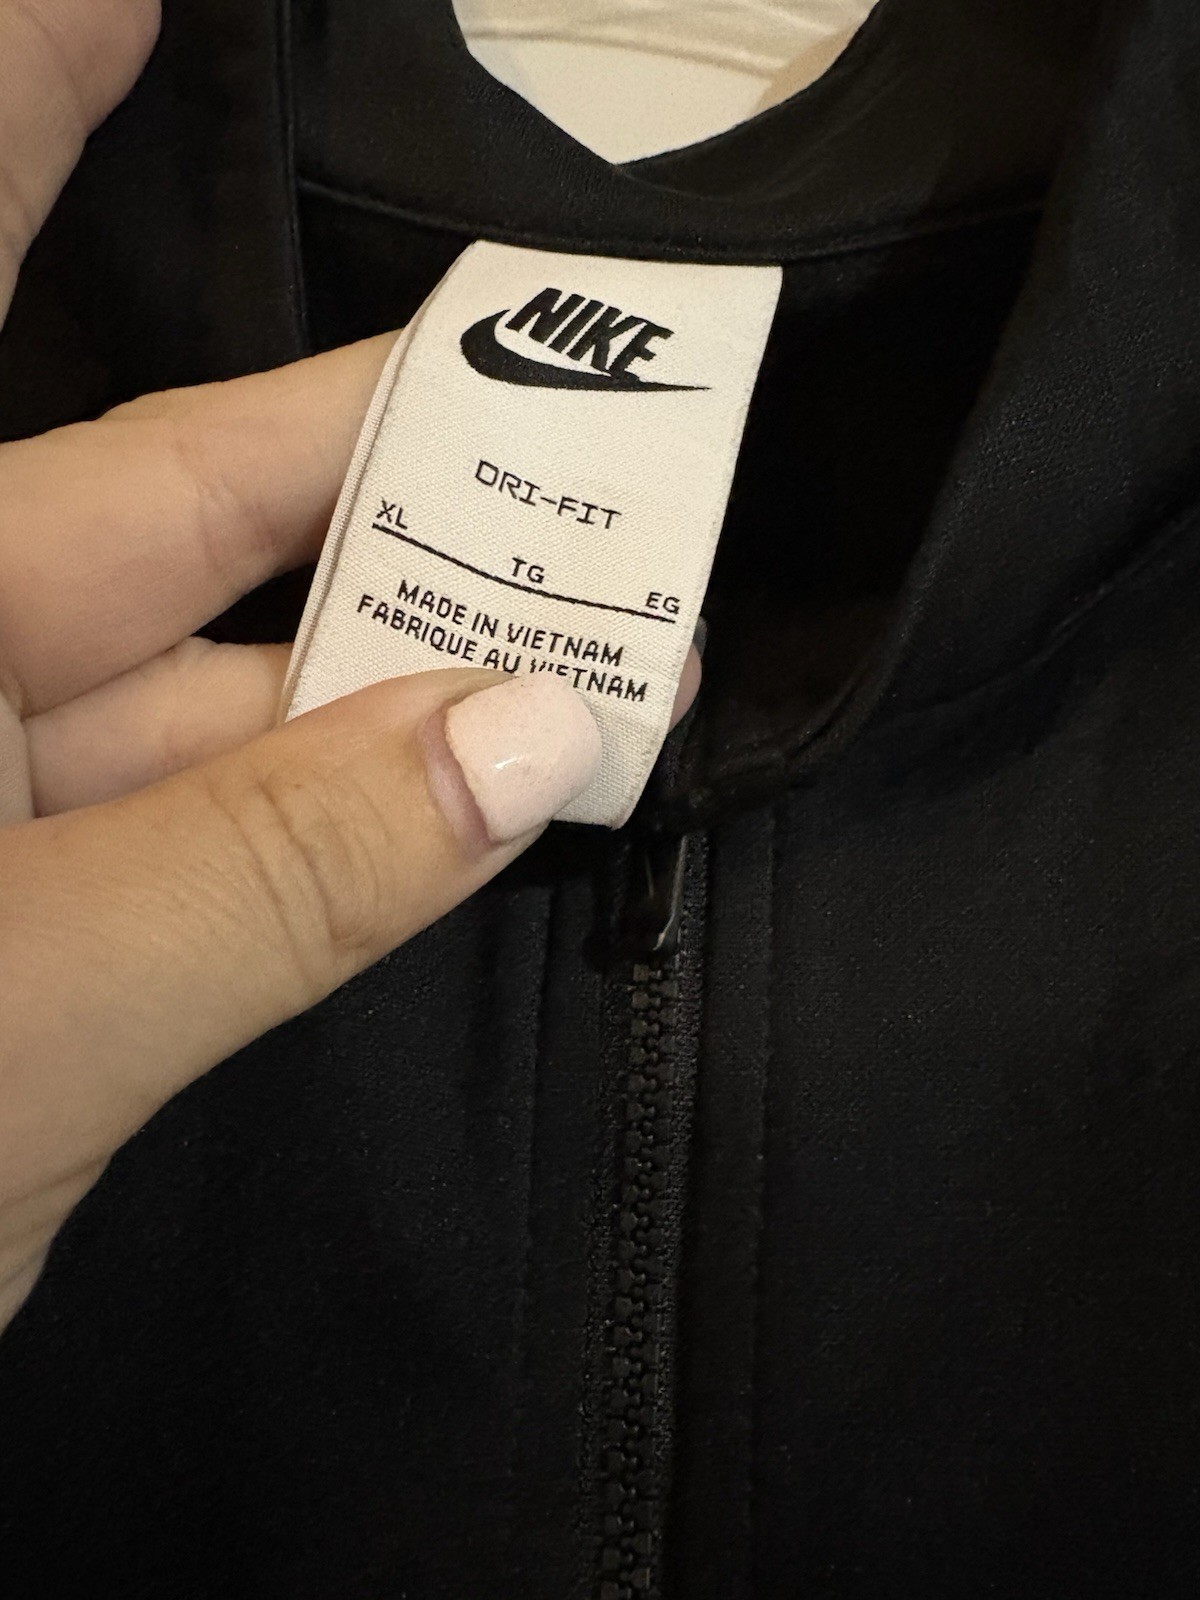 NIKE
DRI-FIT
XL TG EG
MADE IN VIETNAM
FABRIQUE AU VIETNAM